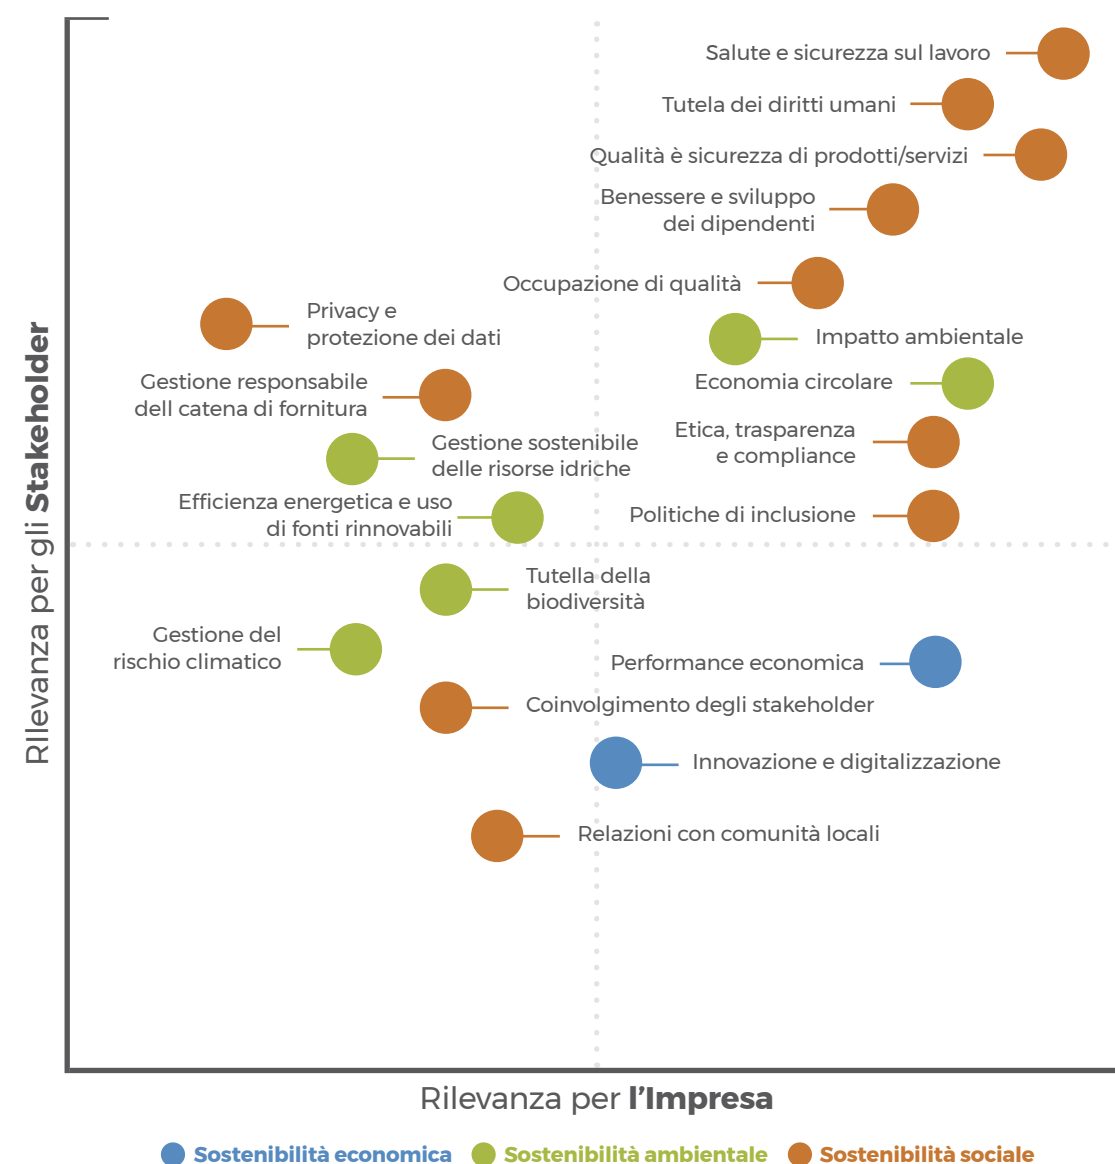 Salute e sicurezza sul lavoro
Tutela dei diritti umani
Qualità è sicurezza di prodotti/servizi
Benessere e sviluppo
dei dipendenti
Occupazione di qualità
Privacy e
protezione dei dati
Impatto ambientale
Gestione responsabile
dell catena di fornitura
Economia circolare
Etica, trasparenza
e compliance
Gestione sostenibile
delle risorse idriche
Efficienza energetica e uso
di fonti rinnovabili
Politiche di inclusione
Tutella della
biodiversità
Gestione del
rischio climatico
Performance economica
Coinvolgimento degli stakeholder
Innovazione e digitalizzazione
Relazioni con comunità locali
RIlevanza per gli Stakeholder
Rilevanza per l'Impresa
Sostenibilità economica
Sostenibilità ambientale
Sostenibilità sociale